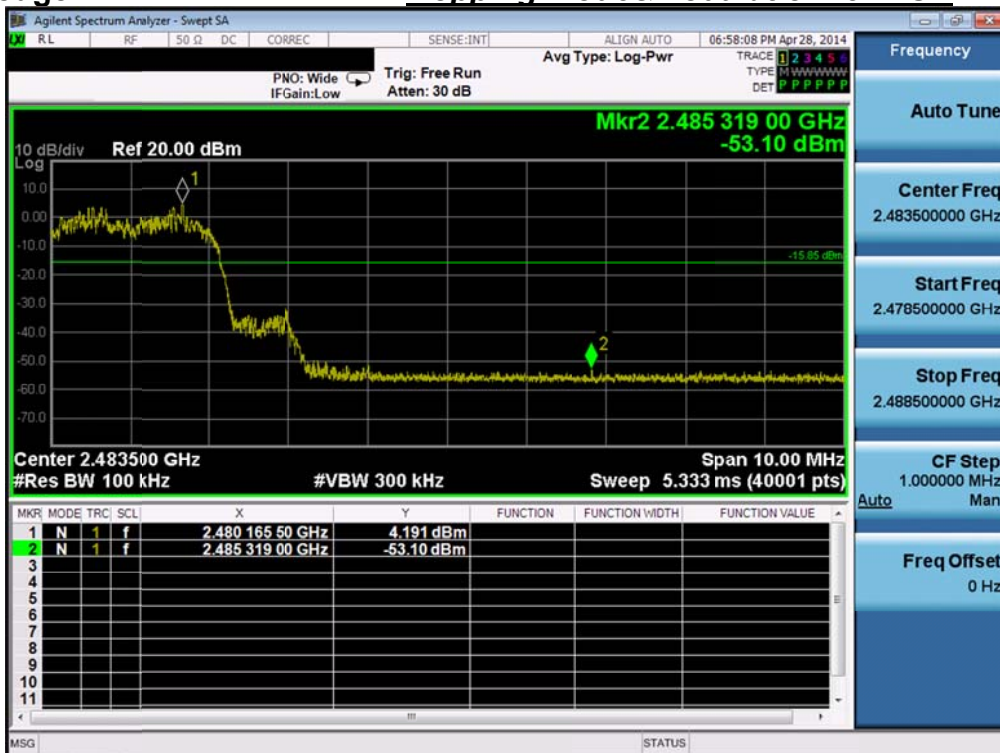 Agilent Spectrum Analyzer - Swept SA
LXI RL RF 50 Ω DC CORREC SENSE:INT ALIGN AUTO 06:58:08 PM Apr 28, 2014
Avg Type: Log-Pwr TRACE 1 2 3 4 5 6
PNO: Wide Trig: Free Run TYPE M W W W W W
IFGain:Low Atten: 30 dB DET P P P P P P
Mkr2 2.485 319 00 GHz
-53.10 dBm
10 dB/div Ref 20.00 dBm
Log
10.0
0.00
-10.0
-20.0
-30.0
-40.0
-50.0
-60.0
-70.0
1
-15.85 dBm
2
Center 2.483500 GHz Span 10.00 MHz
#Res BW 100 kHz #VBW 300 kHz Sweep 5.333 ms (40001 pts)
MKR MODE TRC SCL X Y FUNCTION FUNCTION WIDTH FUNCTION VALUE
1 N 1 f 2.480 165 50 GHz 4.191 dBm
2 N 1 f 2.485 319 00 GHz -53.10 dBm
3
4
5
6
7
8
9
10
11
MSG STATUS
Frequency
Auto Tune
Center Freq
2.483500000 GHz
Start Freq
2.478500000 GHz
Stop Freq
2.488500000 GHz
CF Step
1.000000 MHz
Auto Man
Freq Offset
0 Hz